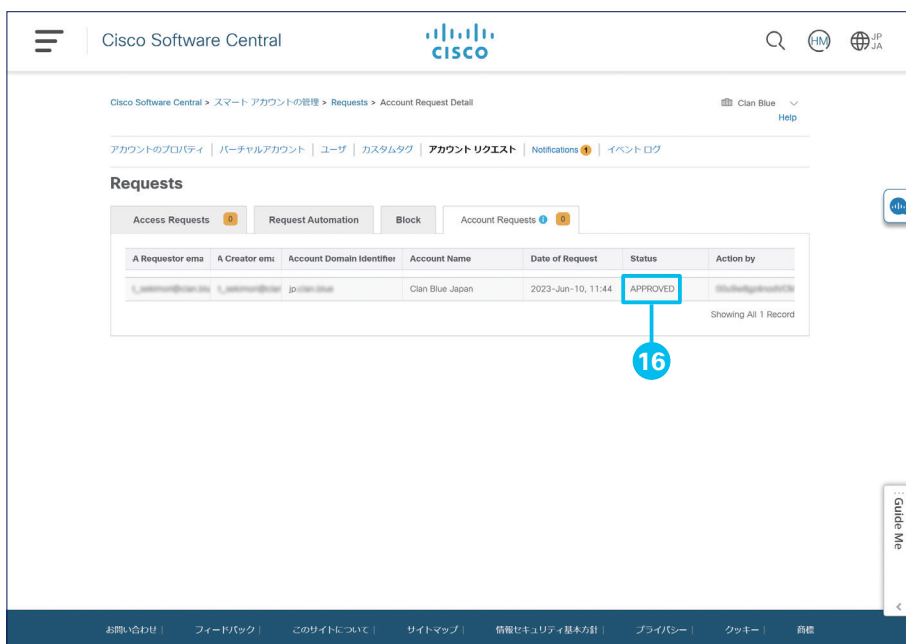 Cisco Software Central
CISCO
HM
JP
JA
Cisco Software Central > スマート アカウントの管理 > Requests > Account Request Detail
Clan Blue
Help
アカウントのプロパティ | バーチャルアカウント | ユーザ | カスタムタグ | アカウント リクエスト | Notifications 1 | イベント ログ
Requests
Access Requests 0 Request Automation Block Account Requests i 0
A Requestor ema A Creator ema Account Domain Identifier Account Name Date of Request Status Action by
jp Clan Blue Japan 2023-Jun-10, 11:44 APPROVED
Showing All 1 Record
16
Guide Me
お問い合わせ | フィードバック | このサイトについて | サイトマップ | 情報セキュリティ基本方針 | プライバシー | クッキー | 商標